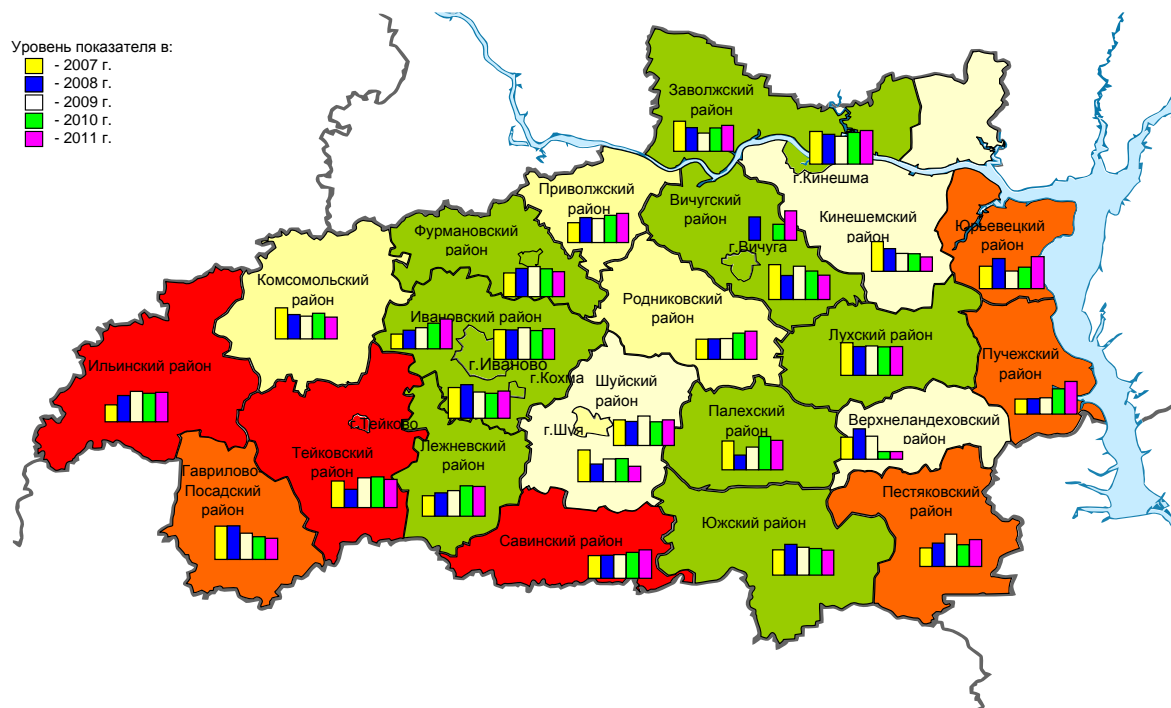 Уровень показателя в:
- 2007 г.
- 2008 г.
- 2009 г.
- 2010 г.
- 2011 г.
Заволжский
район
г.Кинешма
Приволжский
район
Вичугский
район
Кинешемский
район
Юрьевецкий
район
Фурмановский
район
г.Вичуга
Комсомольский
район
Родниковский
район
Ивановский район
Лухский район
Пучежский
район
Ильинский район
г.Иваново
г.Кохма
Шуйский
район
Палехский
район
Верхнеландеховский
район
г.Тейково
г.Шуя
Тейковский
район
Лежневский
район
Гаврилово-
Посадский
район
Пестяковский
район
Южский район
Савинский район